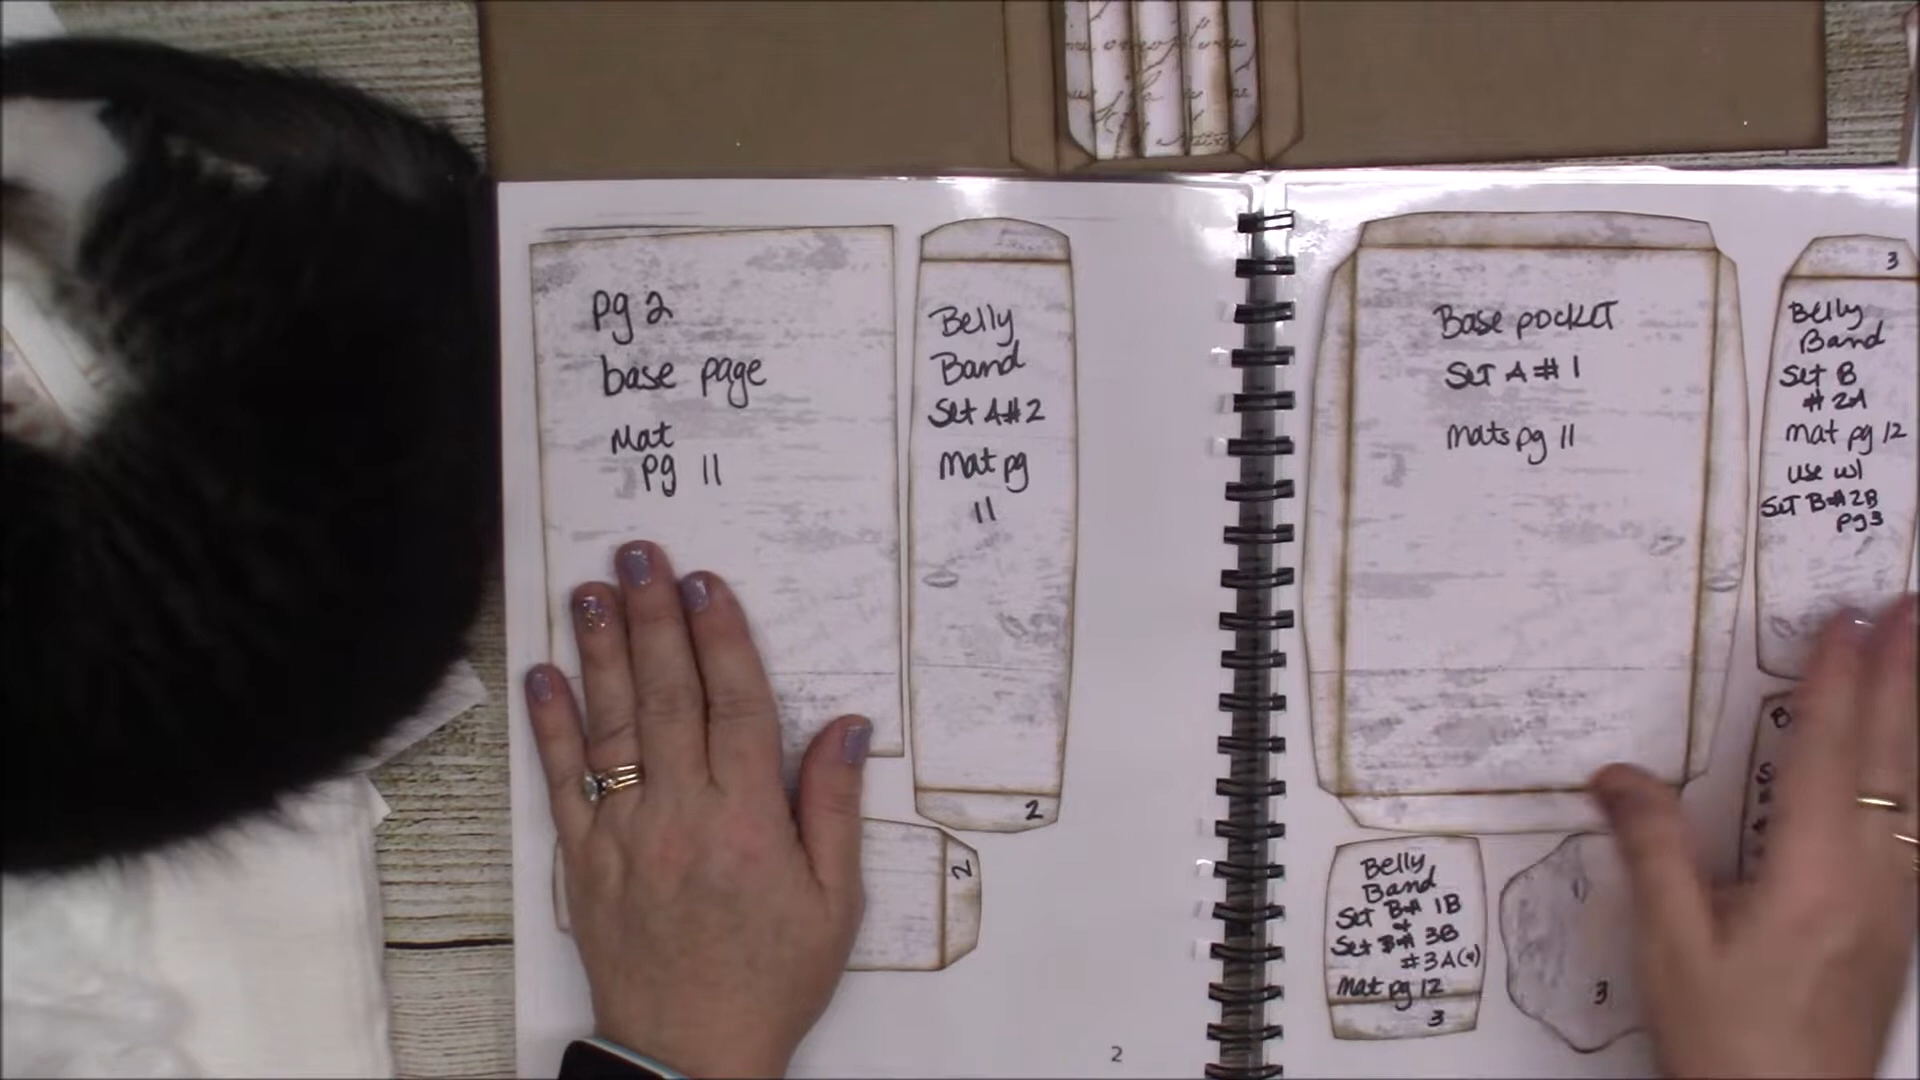 pg 2
base page
Mat
pg 11
Belly
Band
Set A#2
Mat pg
11
2
2
2
Base pocket
Set A # 1
Mats pg 11
3
Belly
Band
Set B
# 2A
Mat pg 12
use w/
Set B# 2B
pg 3
Belly
Band
Set B# 1B
&
Set B# 3B
#3A(4)
Mat pg 12
3
3
B
S